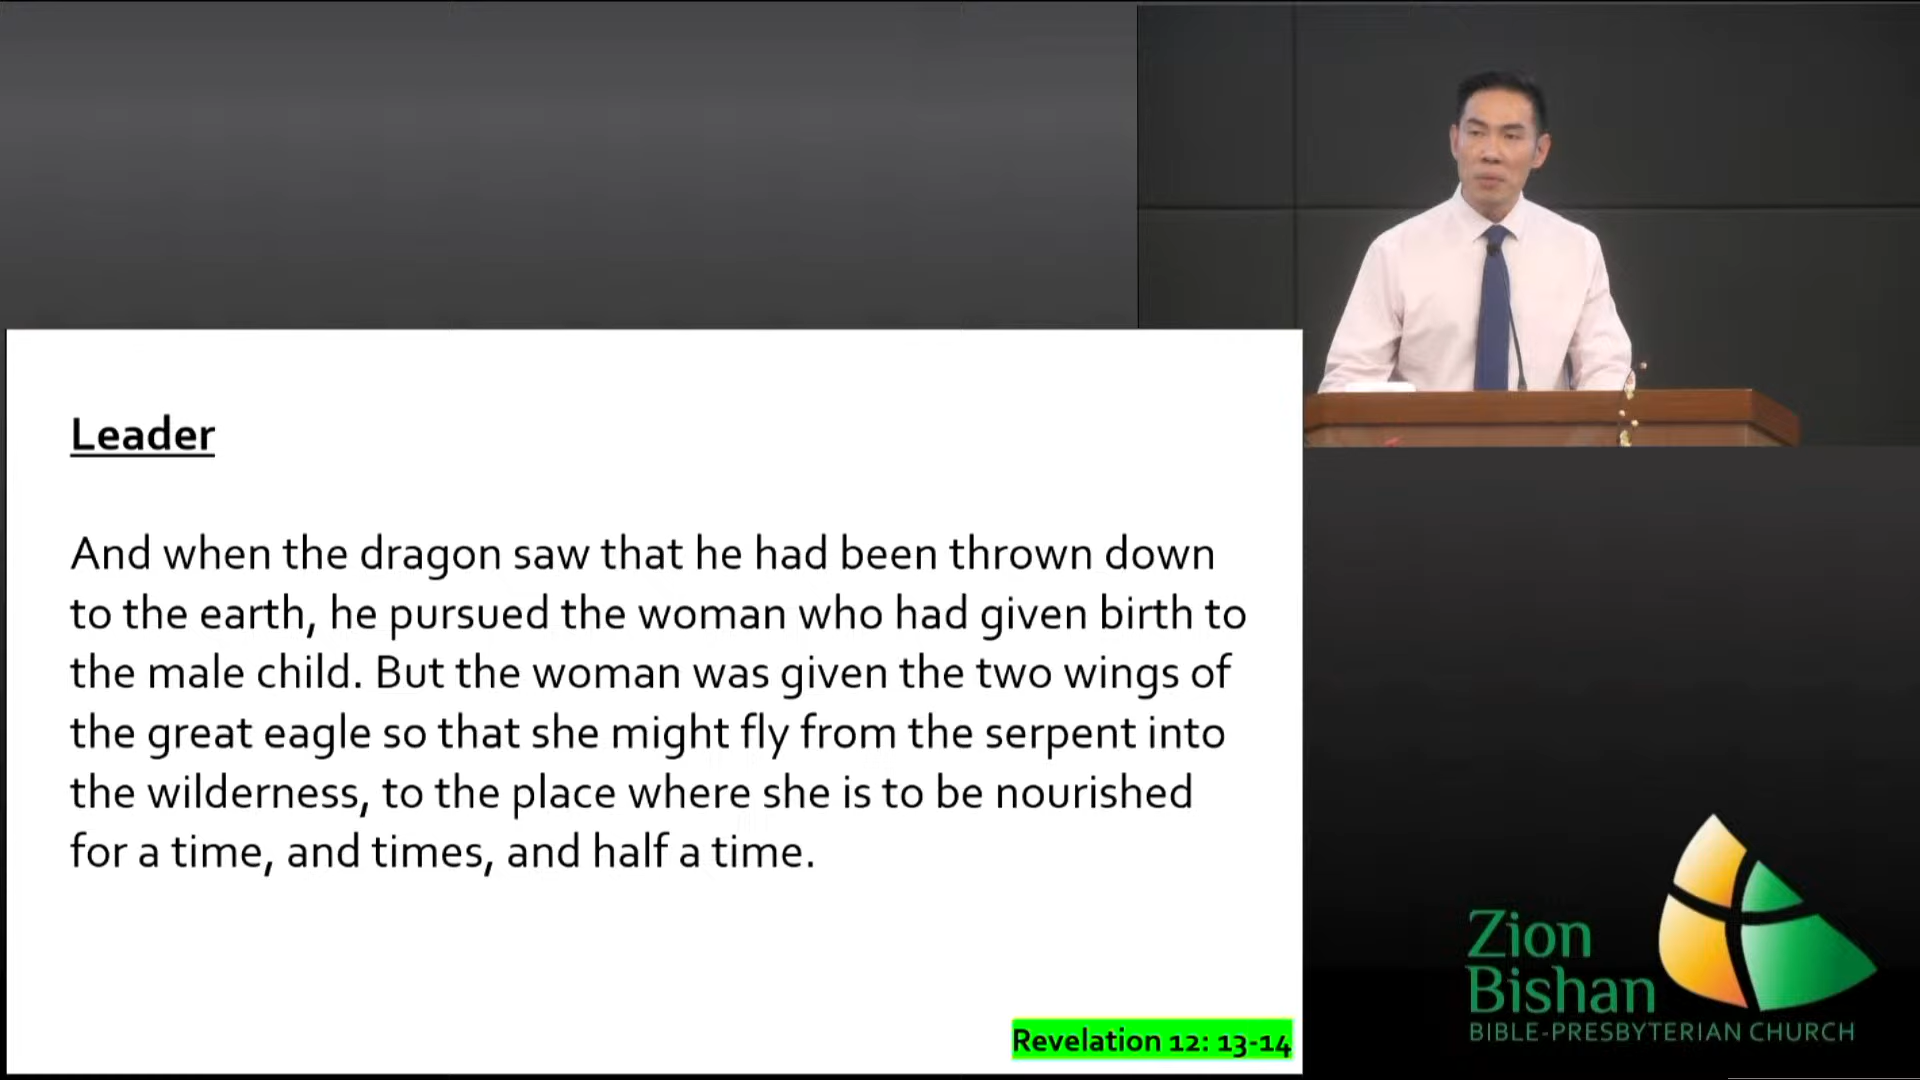 Leader
And when the dragon saw that he had been thrown down
to the earth, he pursued the woman who had given birth to
the male child. But the woman was given the two wings of
the great eagle so that she might fly from the serpent into
the wilderness, to the place where she is to be nourished
for a time, and times, and half a time.
Revelation 12: 13-14
Zion
Bishan
BIBLE-PRESBYTERIAN CHURCH